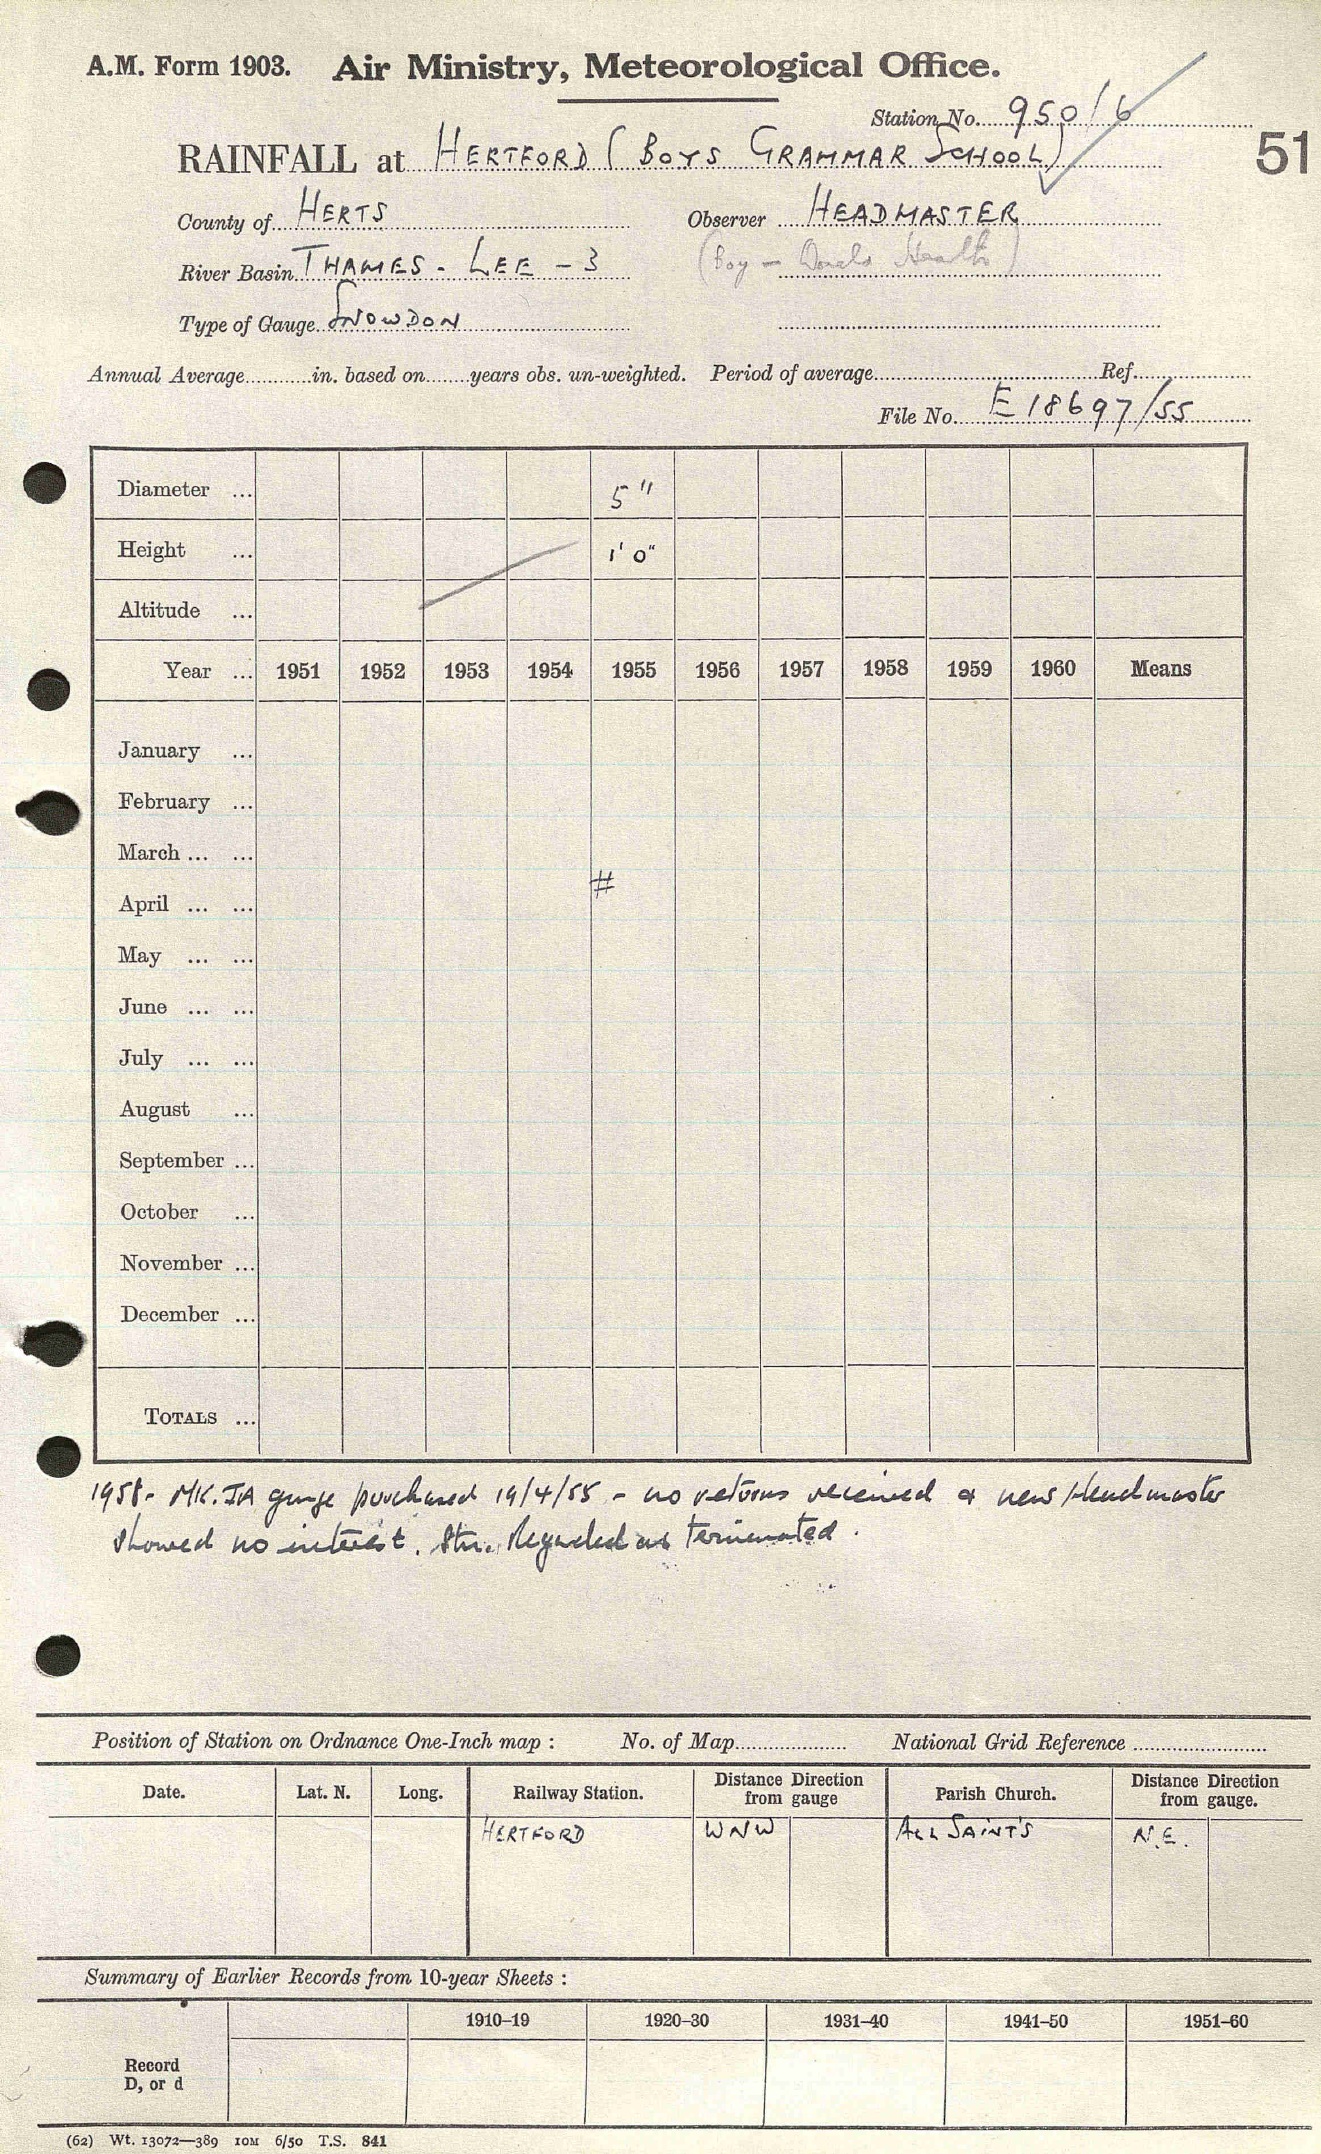 A.M. Form 1903. Air Ministry, Meteorological Office.
Station No. 950/6
RAINFALL at HERTFORD (BOYS GRAMMAR SCHOOL)
51
County of HERTS
Observer HEADMASTER
River Basin THAMES - LEE - 3
(Boy -
Type of Gauge SNOWDON
Annual Average............in. based on........years obs. un-weighted. Period of average..........Ref..........
File No. E 18697/55
Diameter ... 5"
Height ... 1' 0"
Altitude ...
Year ... 1951 1952 1953 1954 1955 1956 1957 1958 1959 1960 Means
January ...
February ...
March ... ...
#
April ... ...
May ... ...
June ... ...
July ... ...
August ...
September ...
October ...
November ...
December ...
TOTALS ...
1958 - MK. IA gauge purchased 19/4/55 - no returns received & new Headmaster
showed no interest. Stn. Regarded as terminated.
Position of Station on Ordnance One-Inch map : No. of Map.......... National Grid Reference ..........
Date. Lat. N. Long. Railway Station. Distance Direction from gauge Parish Church. Distance Direction from gauge.
HERTFORD WNW ALL SAINT'S N.E.
Summary of Earlier Records from 10-year Sheets :
1910–19 1920–30 1931–40 1941–50 1951–60
Record
D, or d
(62) Wt. 13072—389 10M 6/50 T.S. 841